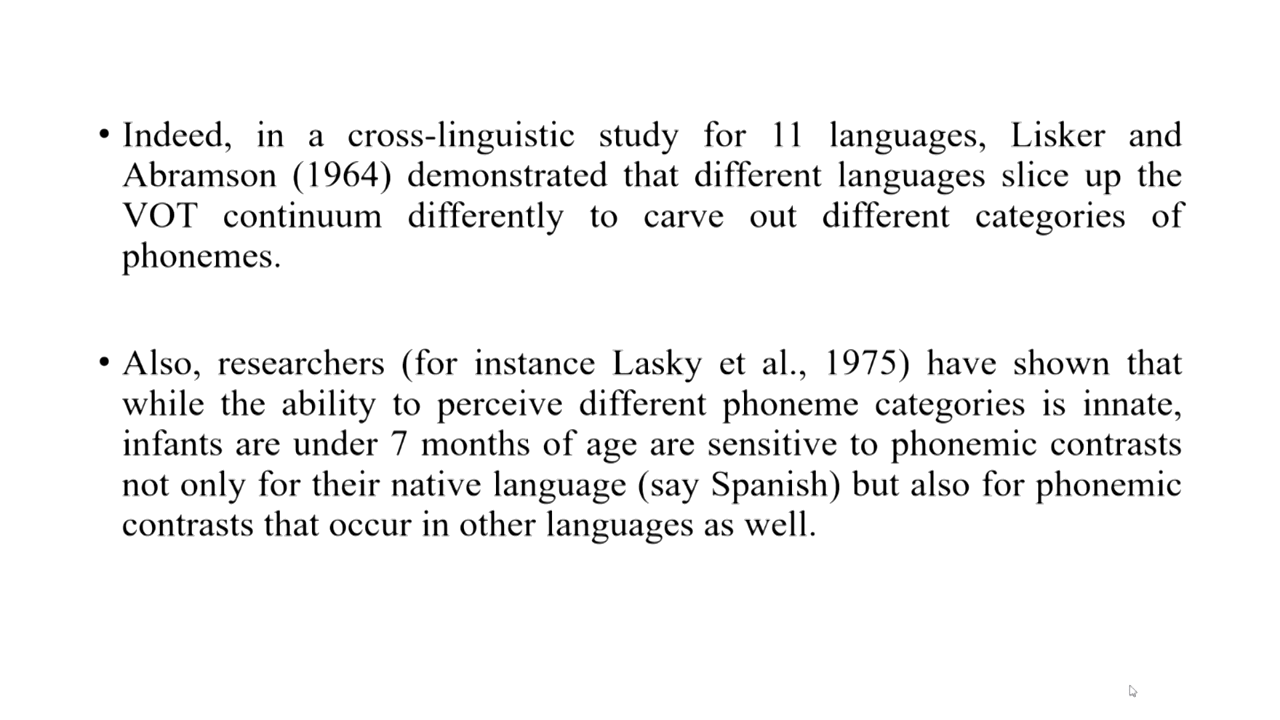 • Indeed, in a cross-linguistic study for 11 languages, Lisker and
Abramson (1964) demonstrated that different languages slice up the
VOT continuum differently to carve out different categories of
phonemes.
• Also, researchers (for instance Lasky et al., 1975) have shown that
while the ability to perceive different phoneme categories is innate,
infants are under 7 months of age are sensitive to phonemic contrasts
not only for their native language (say Spanish) but also for phonemic
contrasts that occur in other languages as well.